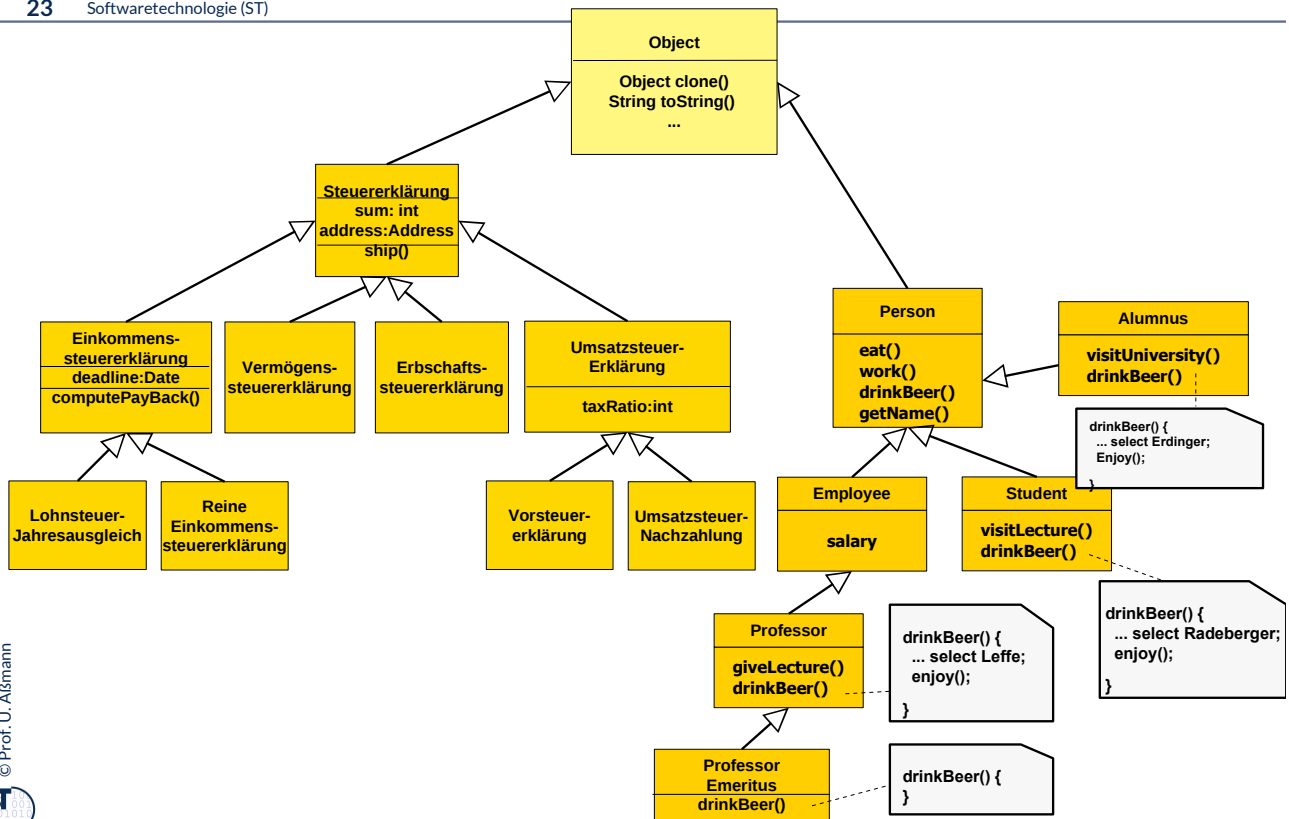 23 Softwaretechnologie (ST)
Object
Object clone()
String toString()
...
Steuererklärung
sum: int
address:Address
ship()
Einkommens-
steuererklärung
deadline:Date
computePayBack()
Vermögens-
steuererklärung
Erbschafts-
steuererklärung
Umsatzsteuer-
Erklärung
taxRatio:int
Person
eat()
work()
drinkBeer()
getName()
Alumnus
visitUniversity()
drinkBeer()
drinkBeer() {
... select Erdinger;
Enjoy();
}
Lohnsteuer-
Jahresausgleich
Reine
Einkommens-
steuererklärung
Vorsteuer-
erklärung
Umsatzsteuer-
Nachzahlung
Employee
salary
Student
visitLecture()
drinkBeer()
drinkBeer() {
... select Radeberger;
enjoy();
}
Professor
giveLecture()
drinkBeer()
drinkBeer() {
... select Leffe;
enjoy();
}
Professor
Emeritus
drinkBeer()
drinkBeer() {
}
© Prof. U. Aßmann